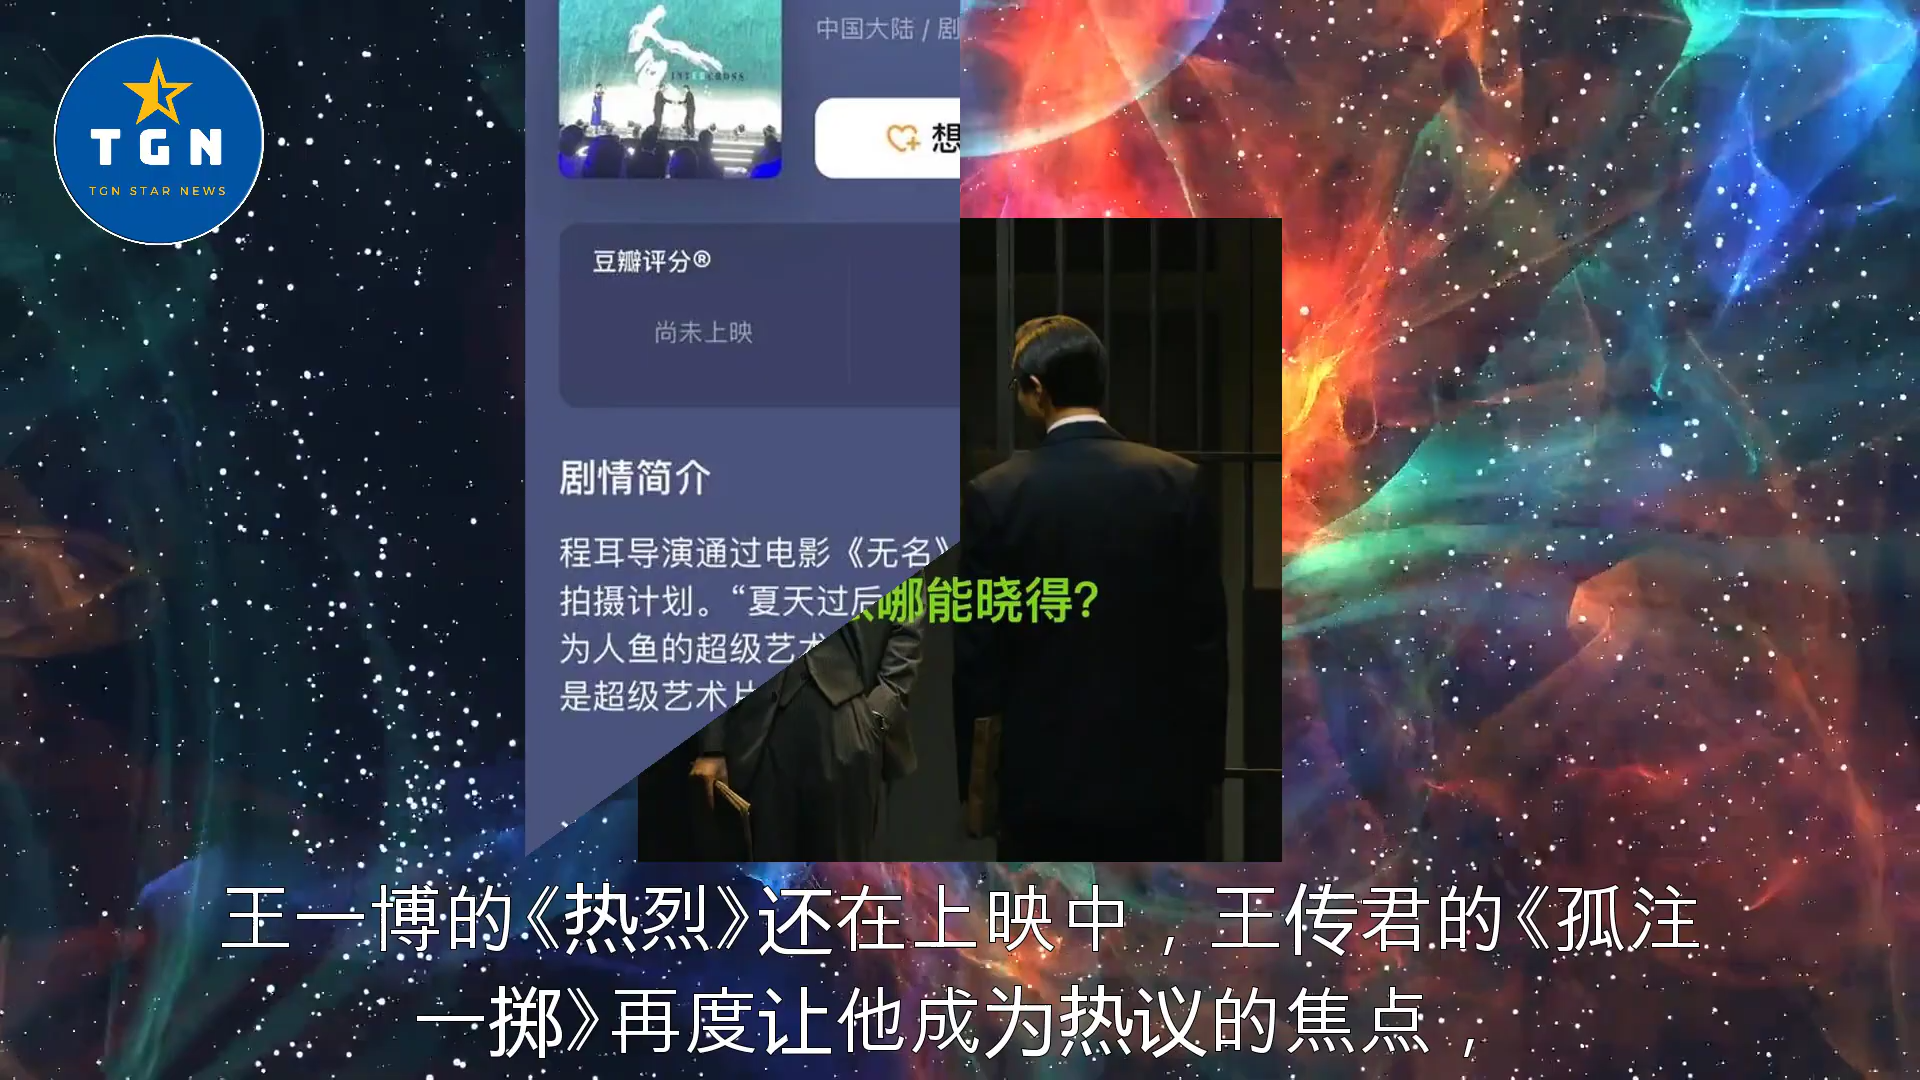 TGN
TGN STAR NEWS
INTERCROSS
中国大陆 / 剧
想
豆瓣评分®
尚未上映
剧情简介
程耳导演通过电影《无名》
拍摄计划。“夏天过后
为人鱼的超级艺术
是超级艺术片
哪能晓得?
王一博的《热烈》还在上映中，王传君的《孤注
一掷》再度让他成为热议的焦点，